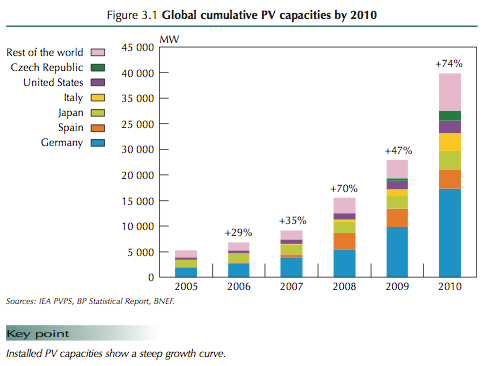 Figure 3.1 Global cumulative PV capacities by 2010
MW
Rest of the world
Czech Republic
United States
Italy
Japan
Spain
Germany
45 000
40 000
35 000
25 000
30 000
20 000
15 000
10 000
5 000
0
+29%
+35%
+70%
+47%
+74%
2005 2006 2007 2008 2009 2010
Sources: IEA PVPS, BP Statistical Report, BNEF.
Key point
Installed PV capacities show a steep growth curve.